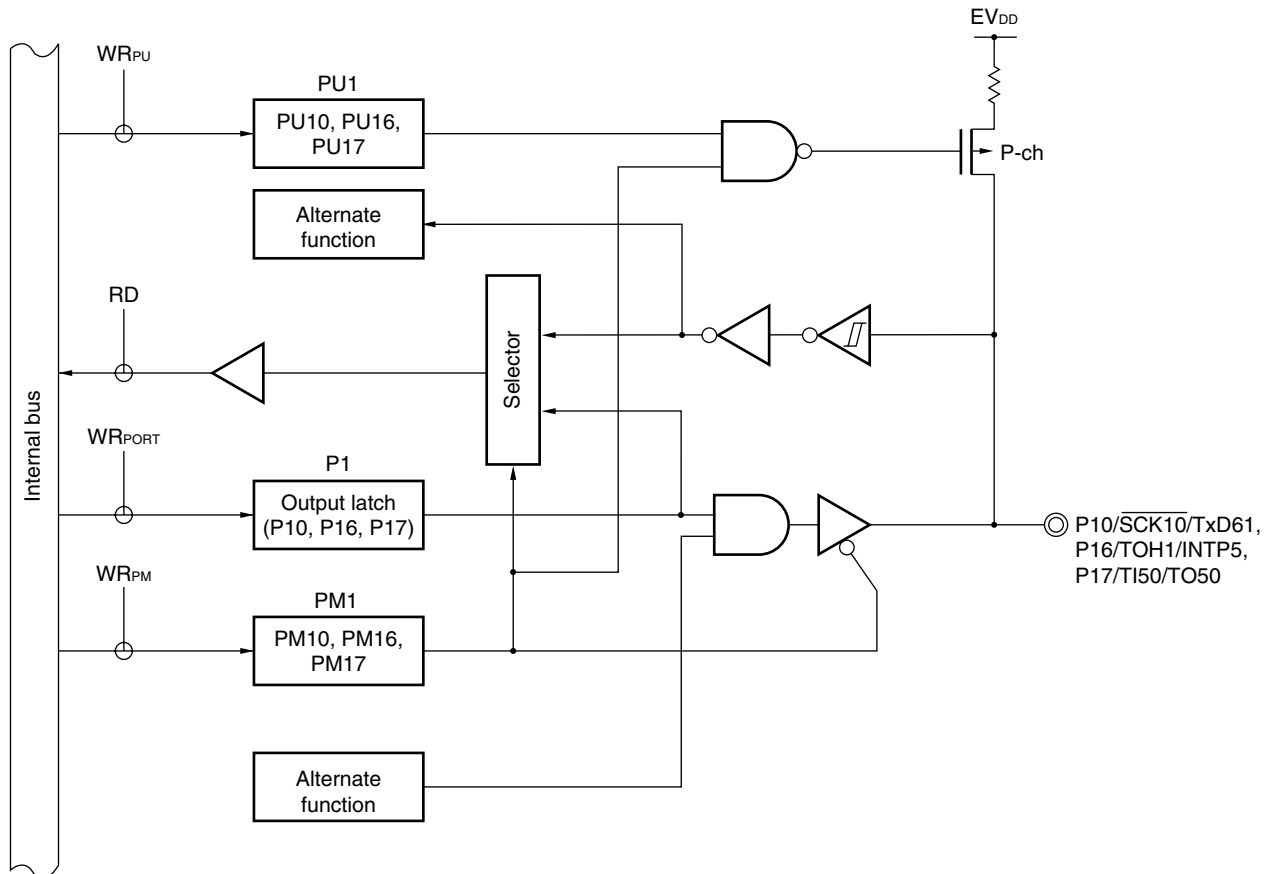 EVDD
WRPU
PU1
PU10, PU16,
PU17
P-ch
Alternate
function
RD
Selector
Internal bus
WRPORT
P1
Output latch
(P10, P16, P17)
P10/SCK10/TxD61,
P16/TOH1/INTP5,
P17/TI50/TO50
WRPM
PM1
PM10, PM16,
PM17
Alternate
function